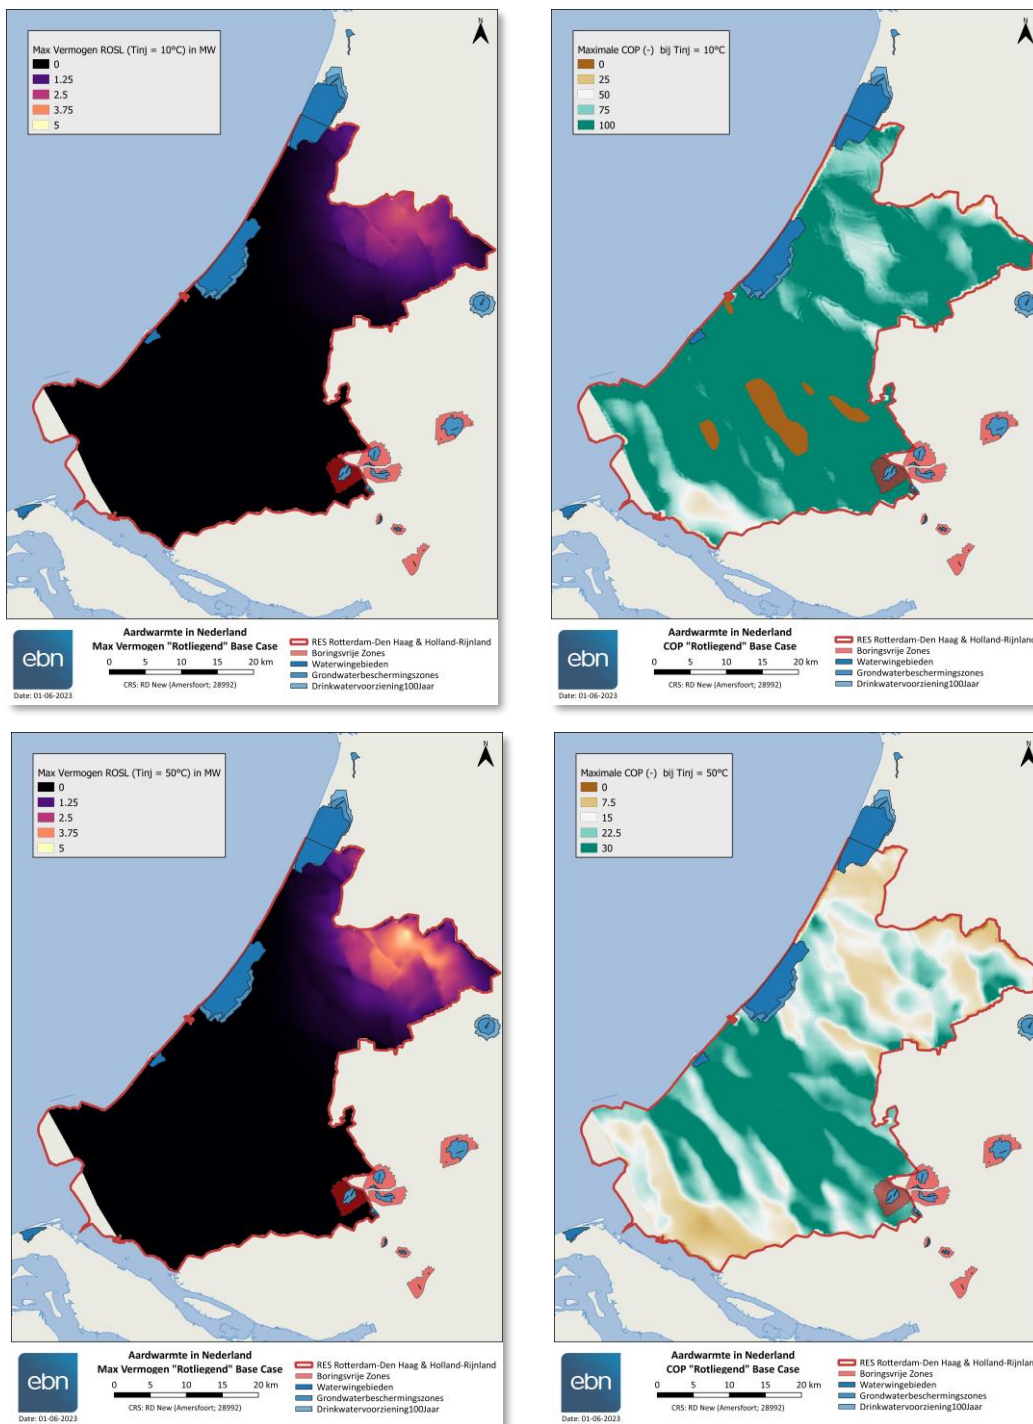 Max Vermogen ROSL (Tinj = 10°C) in MW
0
1.25
2.5
3.75
5
N
Aardwarmte in Nederland
Max Vermogen "Rotliegend" Base Case
0 5 10 15 20 km
CRS: RD New (Amersfoort; 28992)
ebn
Date: 01-06-2023
RES Rotterdam-Den Haag & Holland-Rijnland
Boringsvrije Zones
Waterwingebieden
Grondwaterbeschermingszones
Drinkwatervoorziening100Jaar
Maximale COP (-) bij Tinj = 10°C
0
25
50
75
100
N
Aardwarmte in Nederland
COP "Rotliegend" Base Case
0 5 10 15 20 km
CRS: RD New (Amersfoort; 28992)
ebn
Date: 01-06-2023
RES Rotterdam-Den Haag & Holland-Rijnland
Boringsvrije Zones
Waterwingebieden
Grondwaterbeschermingszones
Drinkwatervoorziening100Jaar
Max Vermogen ROSL (Tinj = 50°C) in MW
0
1.25
2.5
3.75
5
N
Aardwarmte in Nederland
Max Vermogen "Rotliegend" Base Case
0 5 10 15 20 km
CRS: RD New (Amersfoort; 28992)
ebn
Date: 01-06-2023
RES Rotterdam-Den Haag & Holland-Rijnland
Boringsvrije Zones
Waterwingebieden
Grondwaterbeschermingszones
Drinkwatervoorziening100Jaar
Maximale COP (-) bij Tinj = 50°C
0
7.5
15
22.5
30
N
Aardwarmte in Nederland
COP "Rotliegend" Base Case
0 5 10 15 20 km
CRS: RD New (Amersfoort; 28992)
ebn
Date: 01-06-2023
RES Rotterdam-Den Haag & Holland-Rijnland
Boringsvrije Zones
Waterwingebieden
Grondwaterbeschermingszones
Drinkwatervoorziening100Jaar